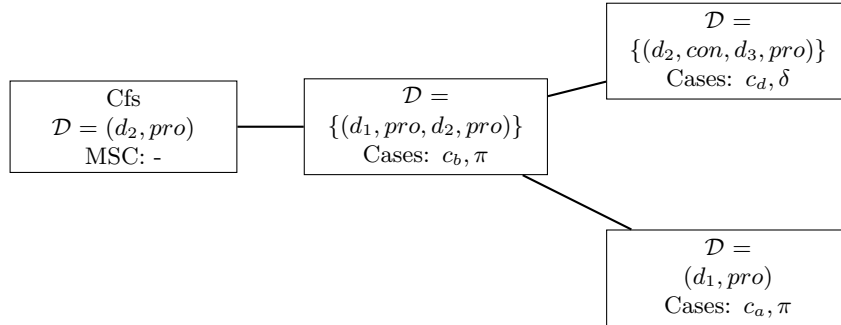 Cfs
𝒟 = (d₂, pro)
MSC: -
𝒟 =
{(d₁, pro, d₂, pro)}
Cases: c_b, π
𝒟 =
{(d₂, con, d₃, pro)}
Cases: c_d, δ
𝒟 =
(d₁, pro)
Cases: c_a, π